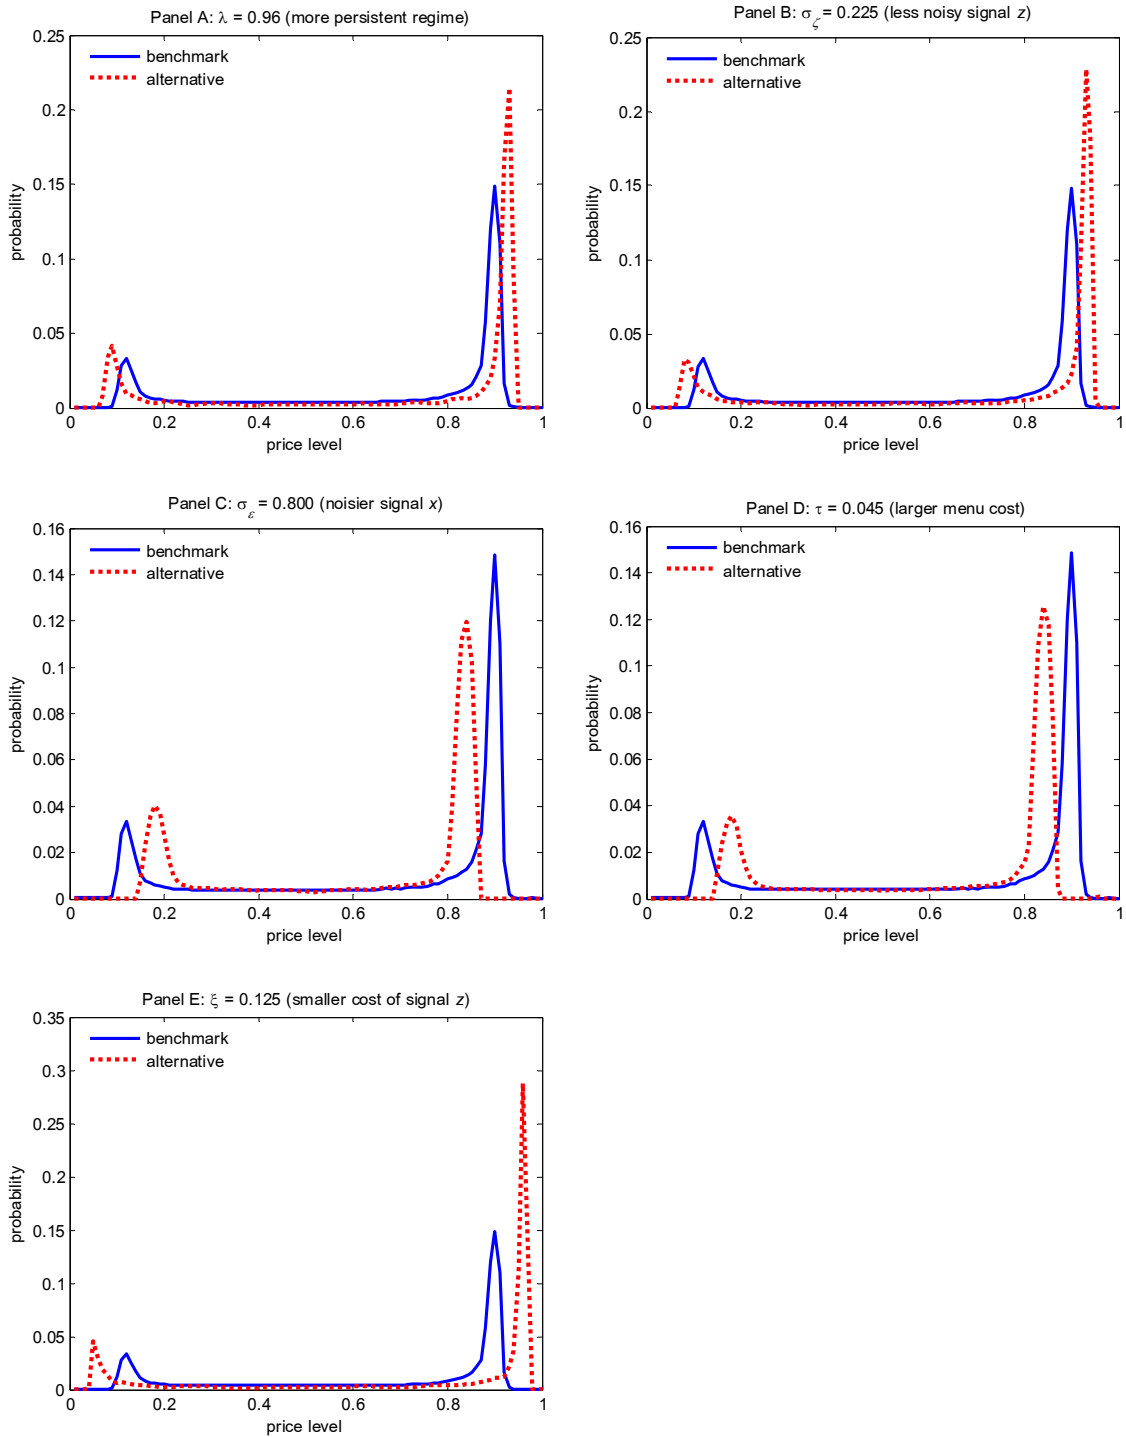 Panel A: λ = 0.96 (more persistent regime)
0.25
0.2
0.15
0.1
0.05
0
benchmark
alternative
probability
0
0.2
0.4
0.6
0.8
1
price level
Panel B: σζ = 0.225 (less noisy signal z)
0.25
0.2
0.15
0.1
0.05
0
benchmark
alternative
probability
0
0.2
0.4
0.6
0.8
1
price level
Panel C: σε = 0.800 (noisier signal x)
0.16
0.14
0.12
0.1
0.08
0.06
0.04
0.02
0
benchmark
alternative
probability
0
0.2
0.4
0.6
0.8
1
price level
Panel D: τ = 0.045 (larger menu cost)
0.16
0.14
0.12
0.1
0.08
0.06
0.04
0.02
0
benchmark
alternative
probability
0
0.2
0.4
0.6
0.8
1
price level
Panel E: ξ = 0.125 (smaller cost of signal z)
0.35
0.3
0.25
0.2
0.15
0.1
0.05
0
benchmark
alternative
probability
0
0.2
0.4
0.6
0.8
1
price level